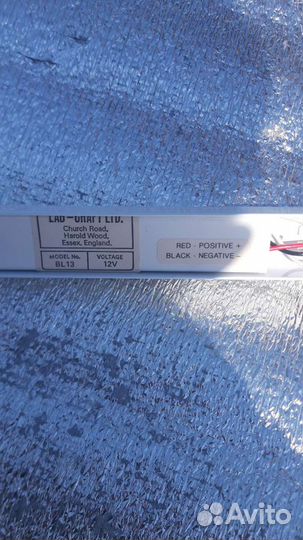 LAB-CRAFT LTD.
Church Road,
Harold Wood,
Essex, England.
MODEL No. VOLTAGE
BL13 12V
RED - POSITIVE +
BLACK - NEGATIVE -
Avito